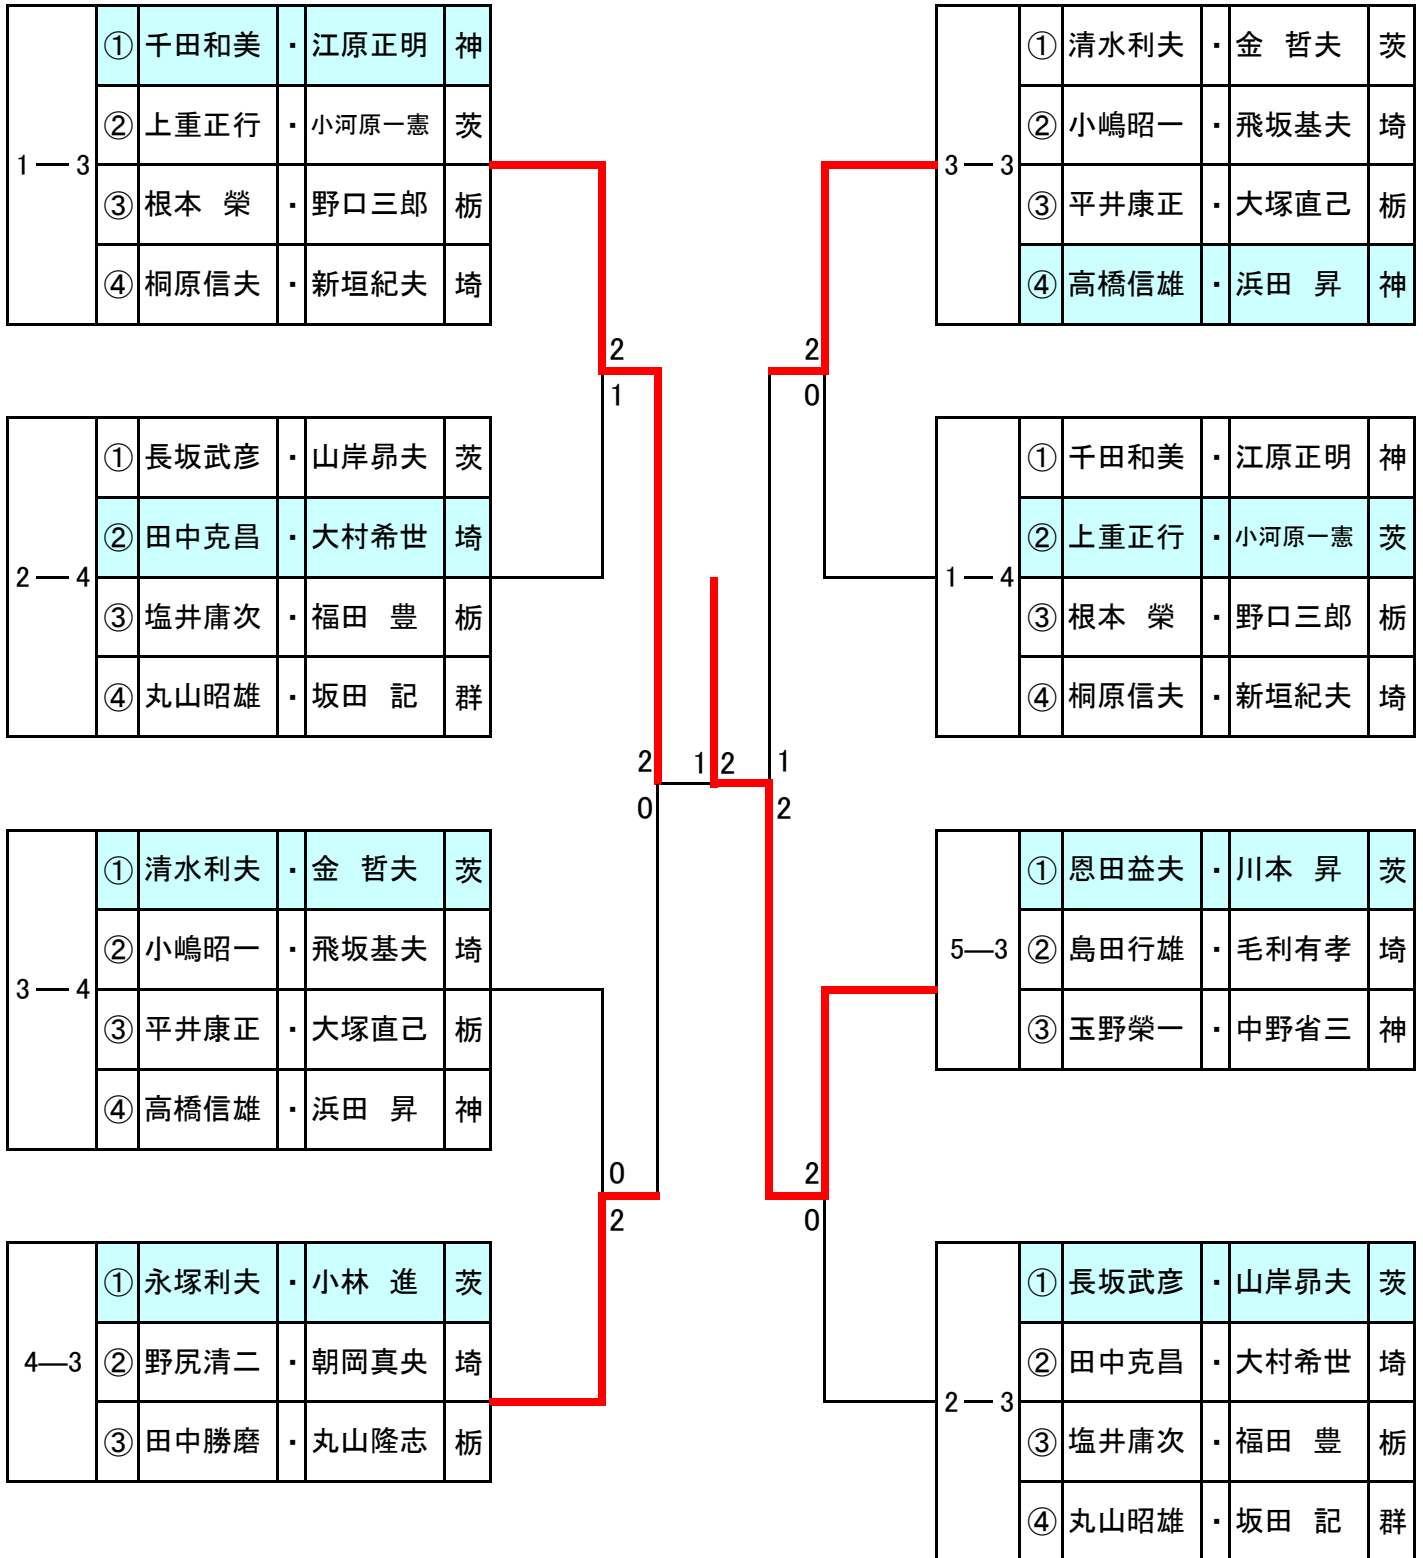 1 — 3
① 千田和美 ・ 江原正明 神
② 上重正行 ・ 小河原一憲 茨
③ 根本 榮 ・ 野口三郎 栃
④ 桐原信夫 ・ 新垣紀夫 埼
2 — 4
① 長坂武彦 ・ 山岸昴夫 茨
② 田中克昌 ・ 大村希世 埼
③ 塩井庸次 ・ 福田 豊 栃
④ 丸山昭雄 ・ 坂田 記 群
3 — 4
① 清水利夫 ・ 金 哲夫 茨
② 小嶋昭一 ・ 飛坂基夫 埼
③ 平井康正 ・ 大塚直己 栃
④ 高橋信雄 ・ 浜田 昇 神
4—3
① 永塚利夫 ・ 小林 進 茨
② 野尻清二 ・ 朝岡真央 埼
③ 田中勝磨 ・ 丸山隆志 栃
2
1
0
2
2
0
1 2
1
2
2
0
2
0
3 — 3
① 清水利夫 ・ 金 哲夫 茨
② 小嶋昭一 ・ 飛坂基夫 埼
③ 平井康正 ・ 大塚直己 栃
④ 高橋信雄 ・ 浜田 昇 神
1 — 4
① 千田和美 ・ 江原正明 神
② 上重正行 ・ 小河原一憲 茨
③ 根本 榮 ・ 野口三郎 栃
④ 桐原信夫 ・ 新垣紀夫 埼
5—3
① 恩田益夫 ・ 川本 昇 茨
② 島田行雄 ・ 毛利有孝 埼
③ 玉野榮一 ・ 中野省三 神
2 — 3
① 長坂武彦 ・ 山岸昴夫 茨
② 田中克昌 ・ 大村希世 埼
③ 塩井庸次 ・ 福田 豊 栃
④ 丸山昭雄 ・ 坂田 記 群